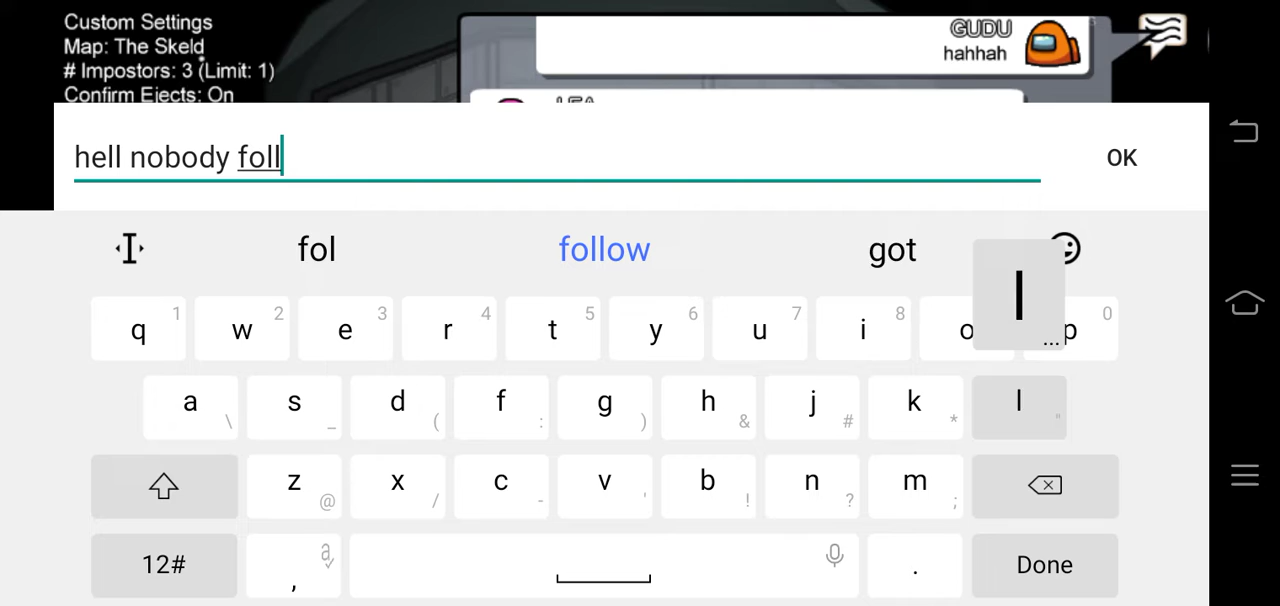 Custom Settings
Map: The Skeld
# Impostors: 3 (Limit: 1)
Confirm Ejects: On
GUDU
hahhah
hell nobody foll
OK
fol follow got
l
q 1 w 2 e 3 r 4 t 5 y 6 u 7 i 8 o ... p 0
a \ s _ d ( f : g ) h & j # k * l "
z @ x / c - v ' b ! n ? m ;
12# , a . Done